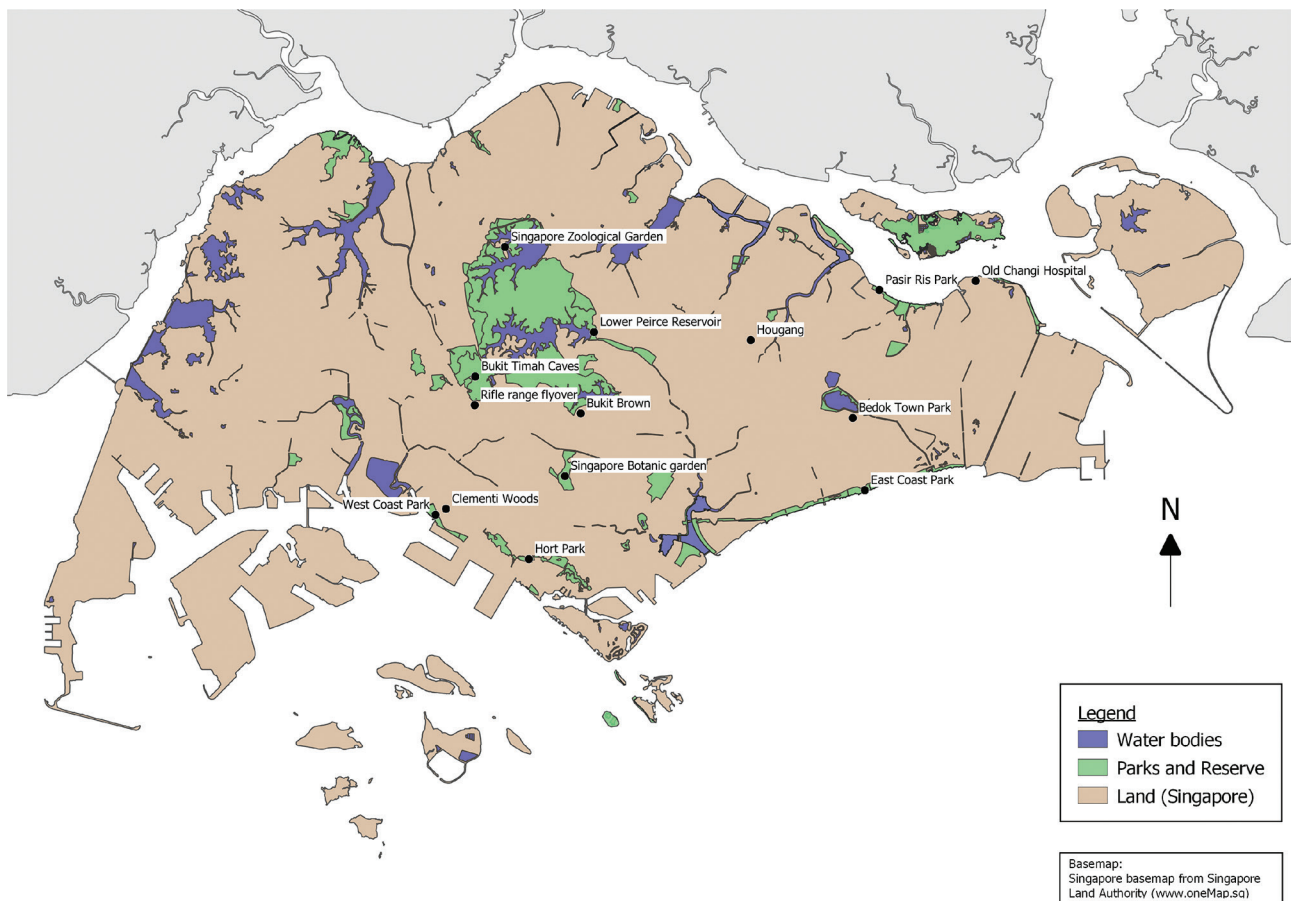 Singapore Zoological Garden
Old Changi Hospital
Pasir Ris Park
Lower Peirce Reservoir
Hougang
Bukit Timah Caves
Rifle range flyover
Bukit Brown
Bedok Town Park
Singapore Botanic garden
East Coast Park
Clementi Woods
West Coast Park
Hort Park
N
Legend
Water bodies
Parks and Reserve
Land (Singapore)
Basemap:
Singapore basemap from Singapore
Land Authority (www.oneMap.sg)